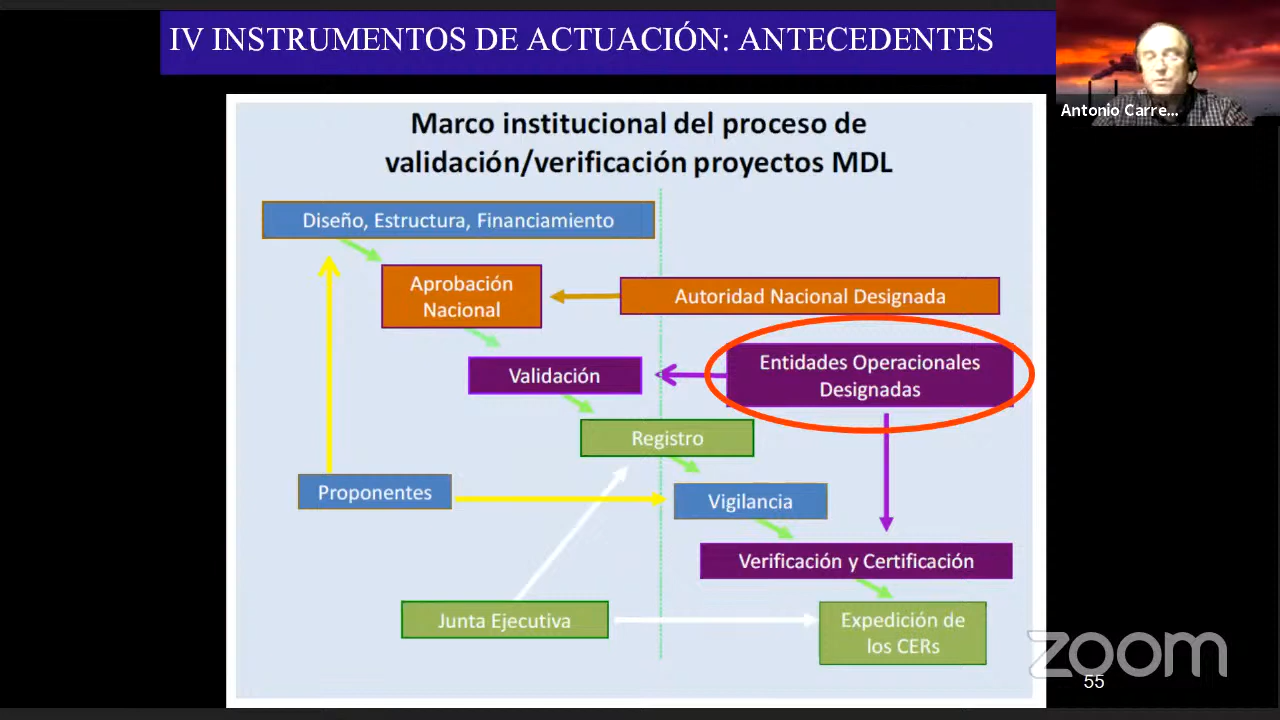 IV INSTRUMENTOS DE ACTUACIÓN: ANTECEDENTES
Antonio Carre...
Marco institucional del proceso de
validación/verificación proyectos MDL
Diseño, Estructura, Financiamiento
Aprobación
Nacional
Autoridad Nacional Designada
Entidades Operacionales
Designadas
Validación
Registro
Proponentes
Vigilancia
Verificación y Certificación
Junta Ejecutiva
Expedición de
los CERs
zoom
55